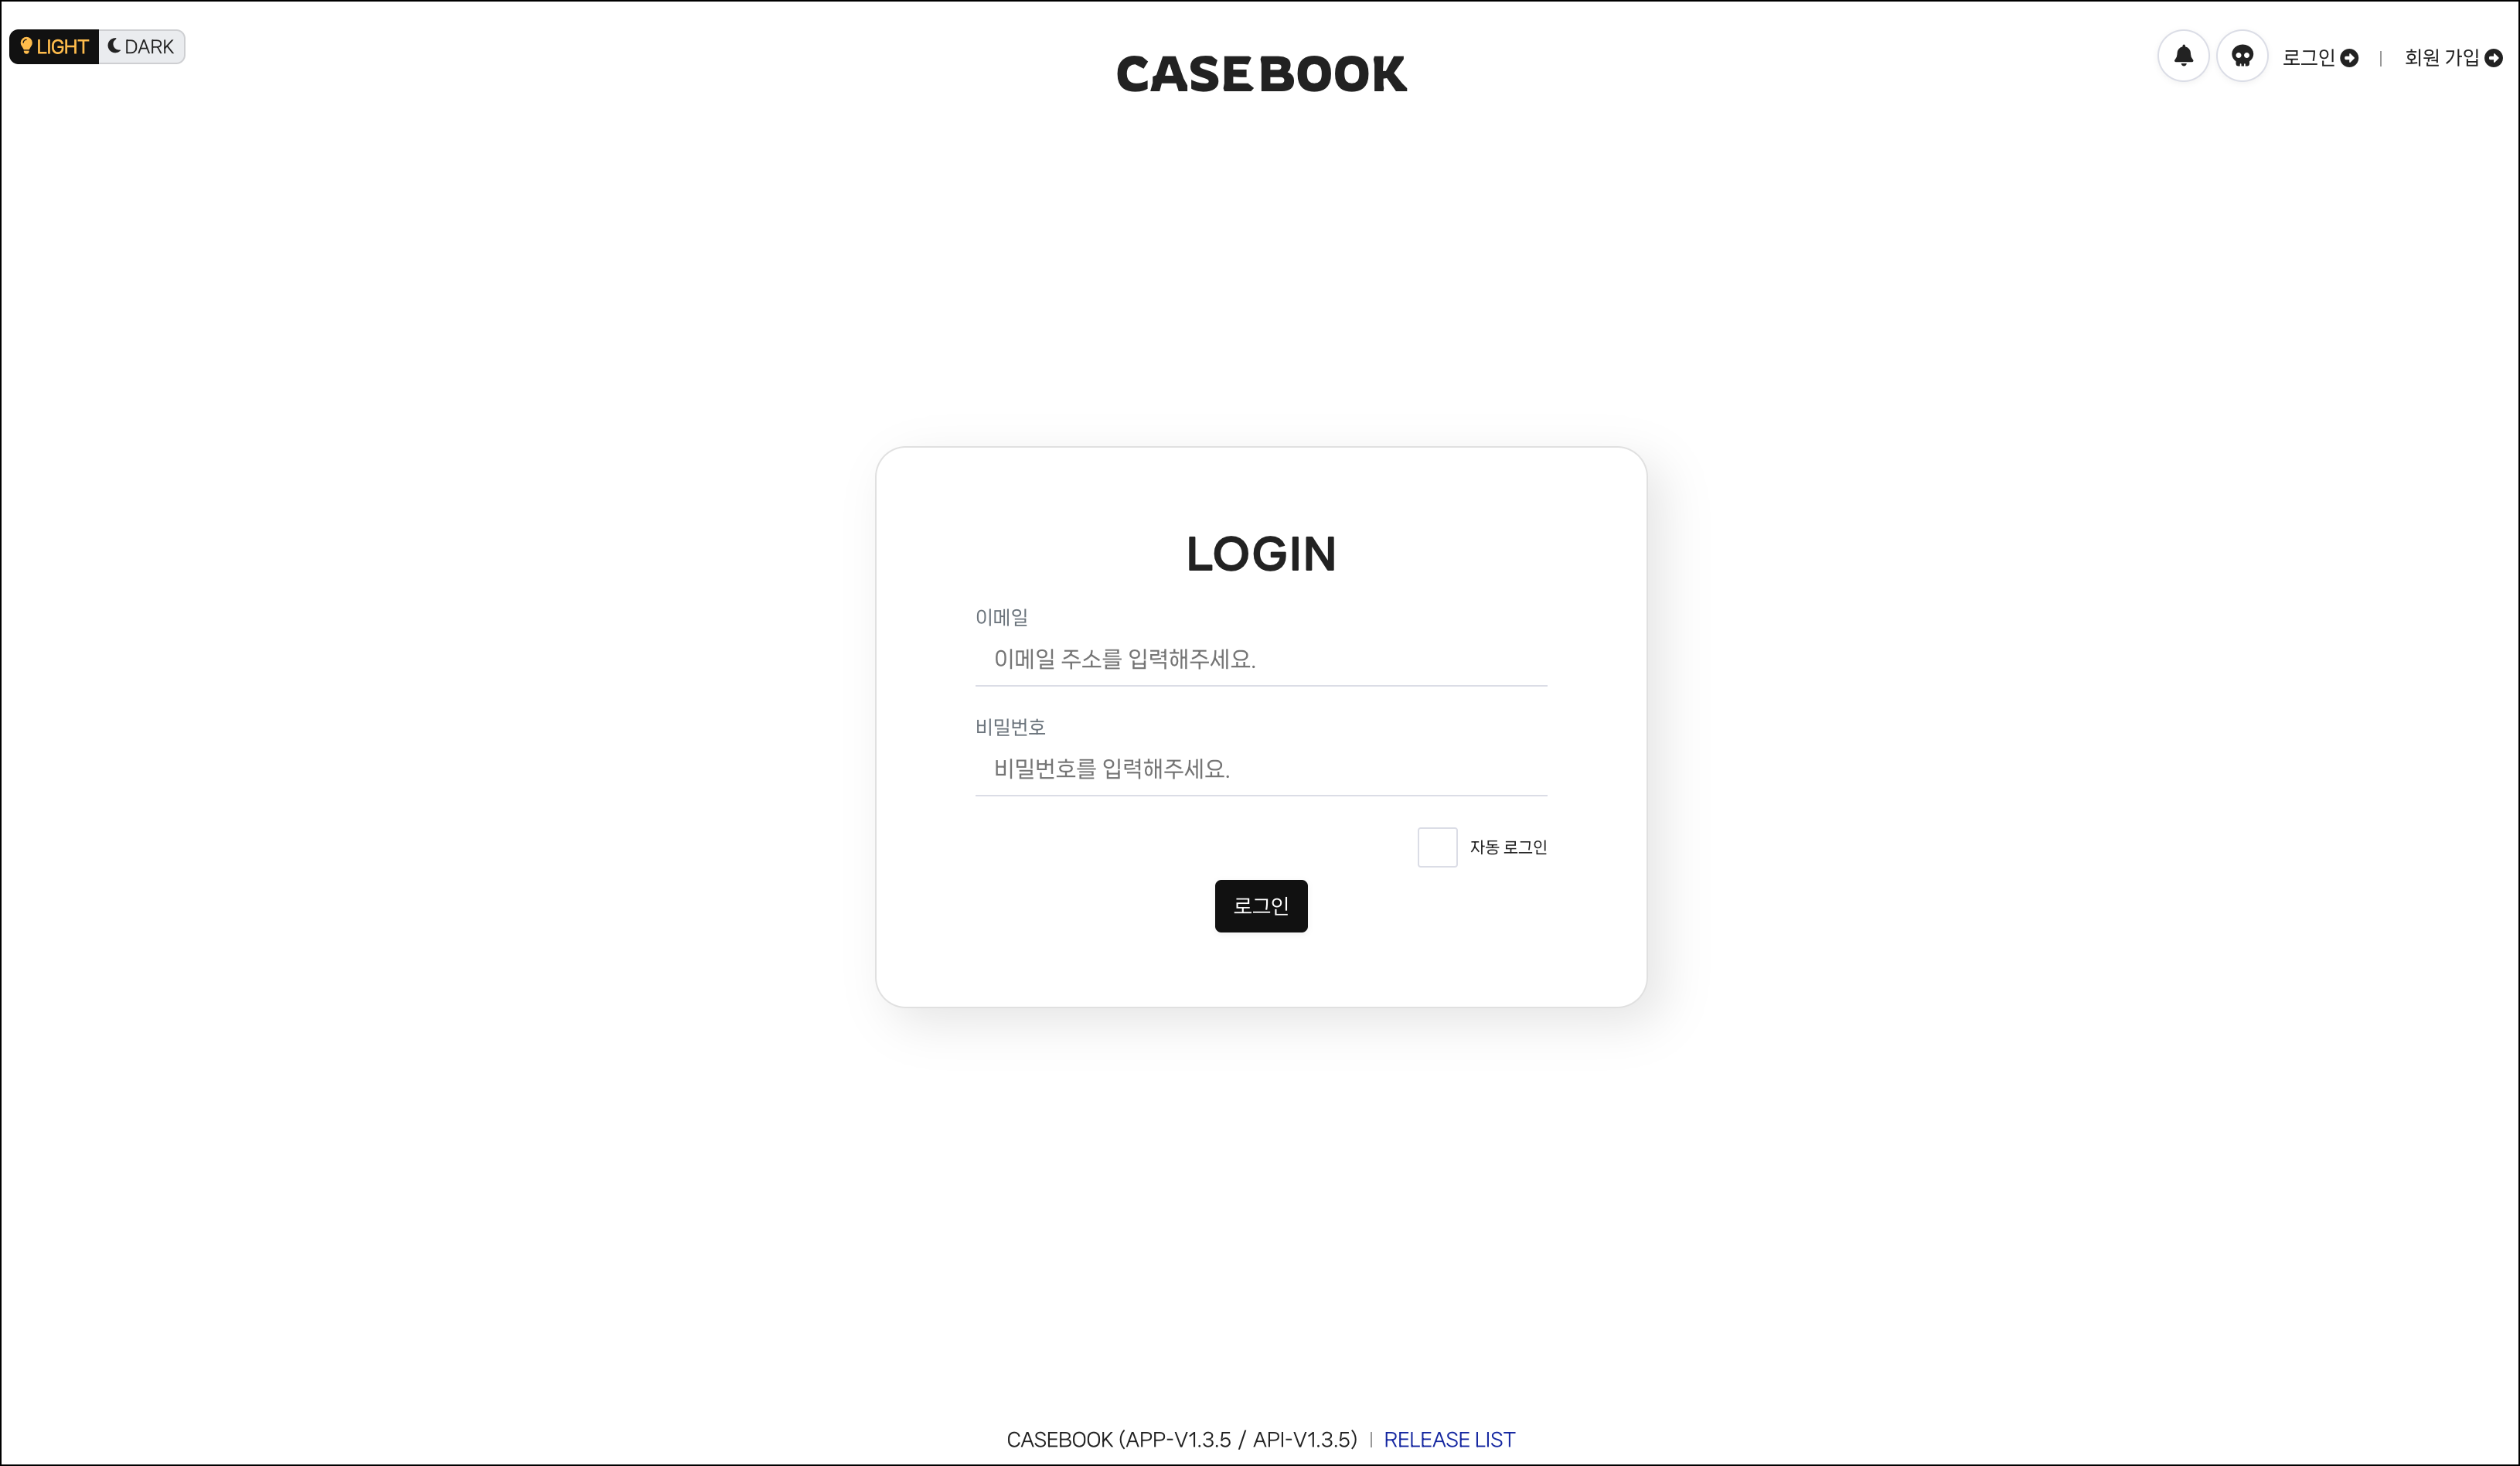 LIGHT DARK
CASEBOOK
로그인 | 회원 가입
LOGIN
이메일
이메일 주소를 입력해주세요.
비밀번호
비밀번호를 입력해주세요.
자동 로그인
로그인
CASEBOOK (APP-V1.3.5 / API-V1.3.5) | RELEASE LIST